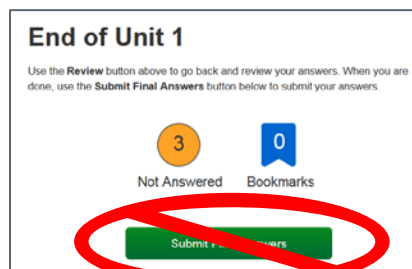 End of Unit 1
Use the Review button above to go back and review your answers. When you are
done, use the Submit Final Answers button below to submit your answers.
3
0
Not Answered
Bookmarks
Submit